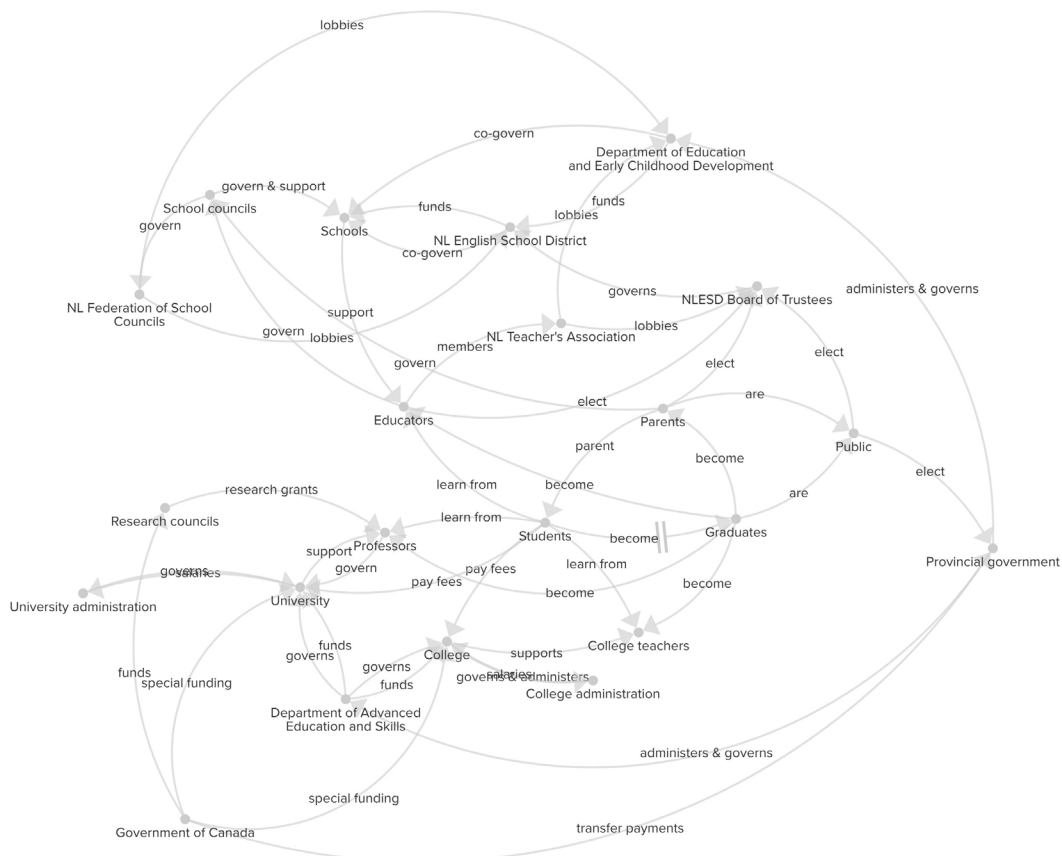 lobbies
co-govern
Department of Education
and Early Childhood Development
govern & support
School councils
funds
funds
lobbies
govern
Schools
NL English School District
co-govern
administers & governs
governs
NLESD Board of Trustees
NL Federation of School
Councils
support
lobbies
govern
lobbies
NL Teacher's Association
members
elect
govern
elect
are
elect
Educators
Parents
parent
Public
become
elect
learn from
become
research grants
are
learn from
Research councils
Students
become
Graduates
Professors
support
Provincial government
governs
salaries
govern
pay fees
learn from
pay fees
become
become
University administration
University
funds
governs
College
supports
College teachers
governs
salaries
governs & administers
funds
special funding
funds
College administration
Department of Advanced
Education and Skills
administers & governs
special funding
Government of Canada
transfer payments